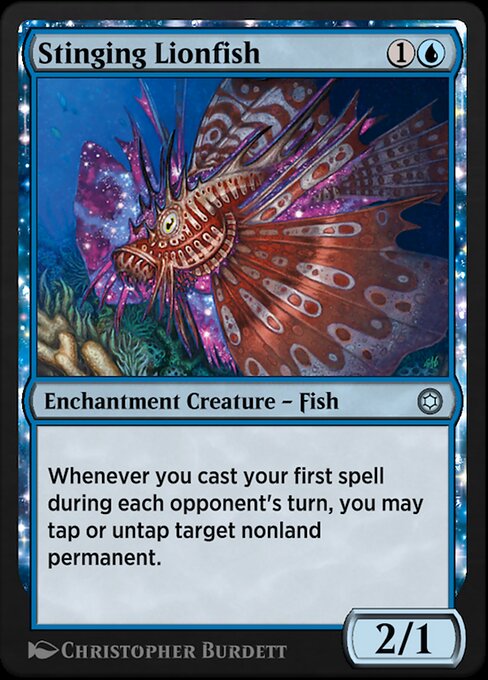 Stinging Lionfish 1
Enchantment Creature – Fish
Whenever you cast your first spell
during each opponent's turn, you may
tap or untap target nonland
permanent.
2/1
Christopher Burdett